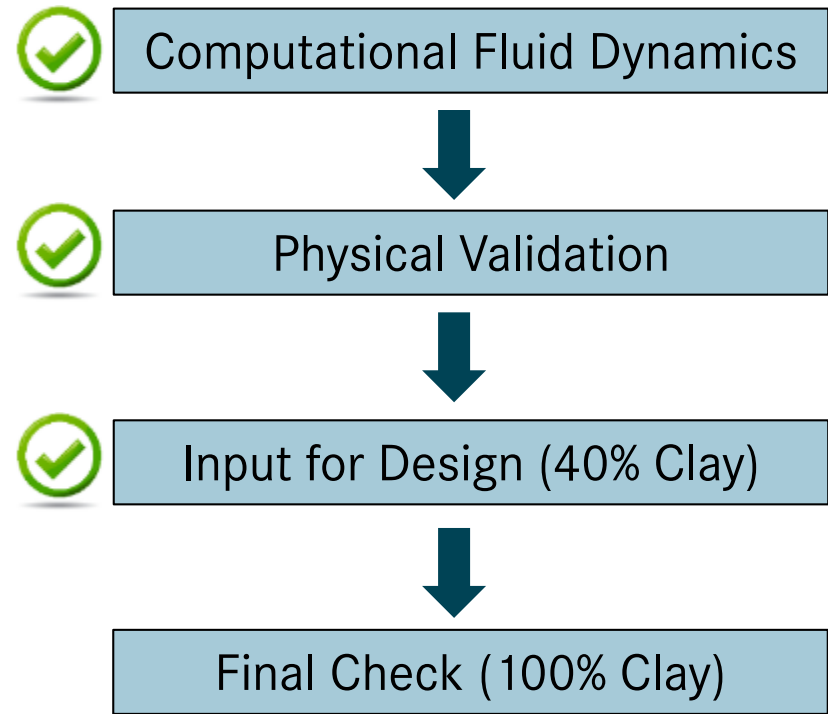 Computational Fluid Dynamics
Physical Validation
Input for Design (40% Clay)
Final Check (100% Clay)